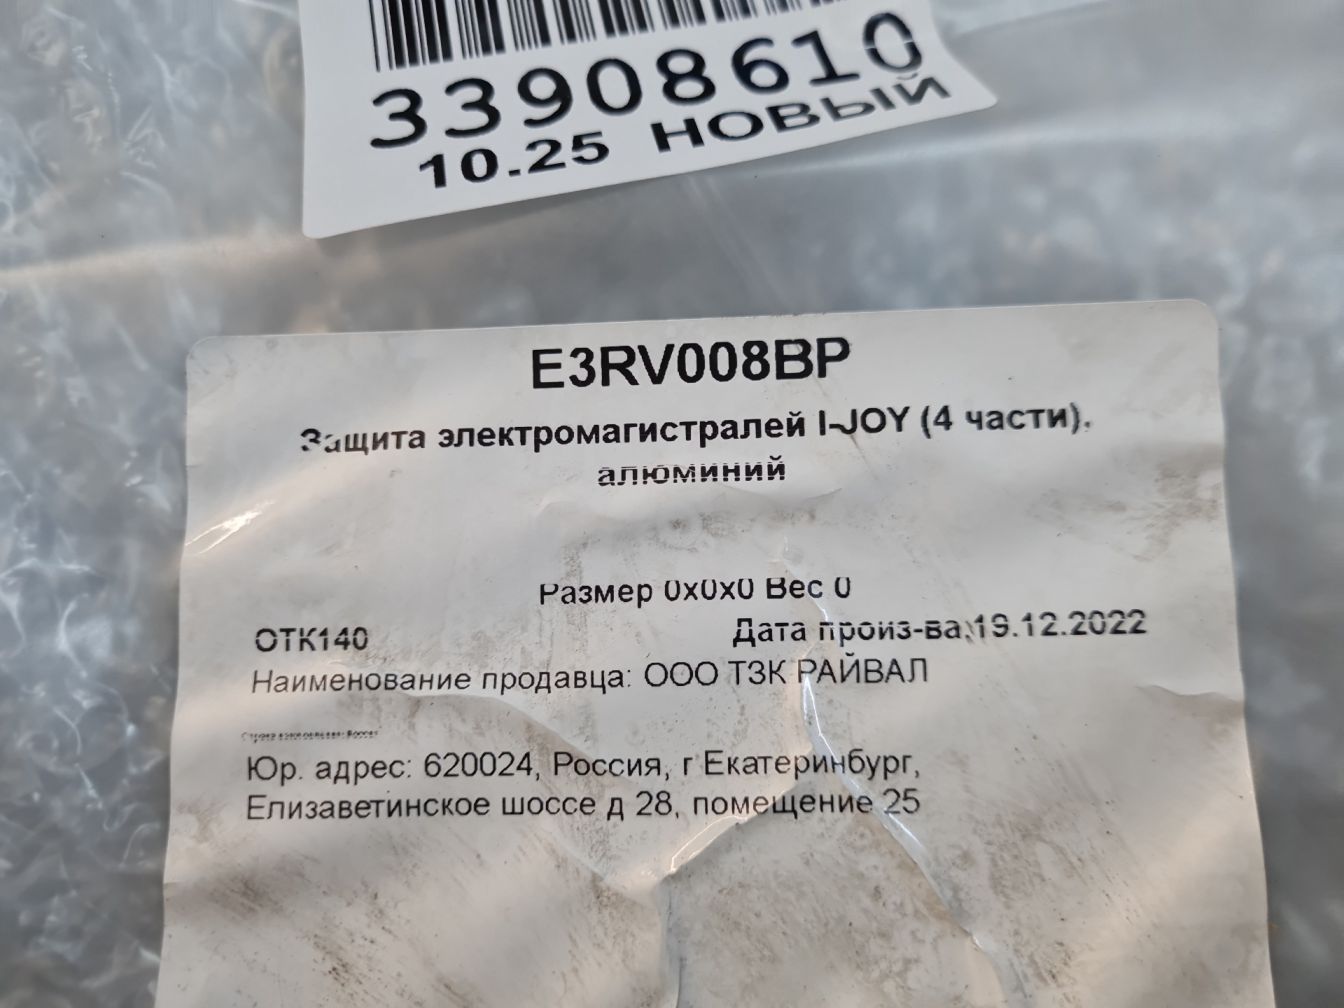 33908610
10.25 НОВЫЙ
E3RV008BP
Защита электромагистралей I-JOY (4 части),
алюминий
Размер 0x0x0 Вес 0
ОТК140 Дата произ-ва:19.12.2022
Наименование продавца: ООО ТЗК РАЙВАЛ
Юр. адрес: 620024, Россия, г Екатеринбург,
Елизаветинское шоссе д 28, помещение 25